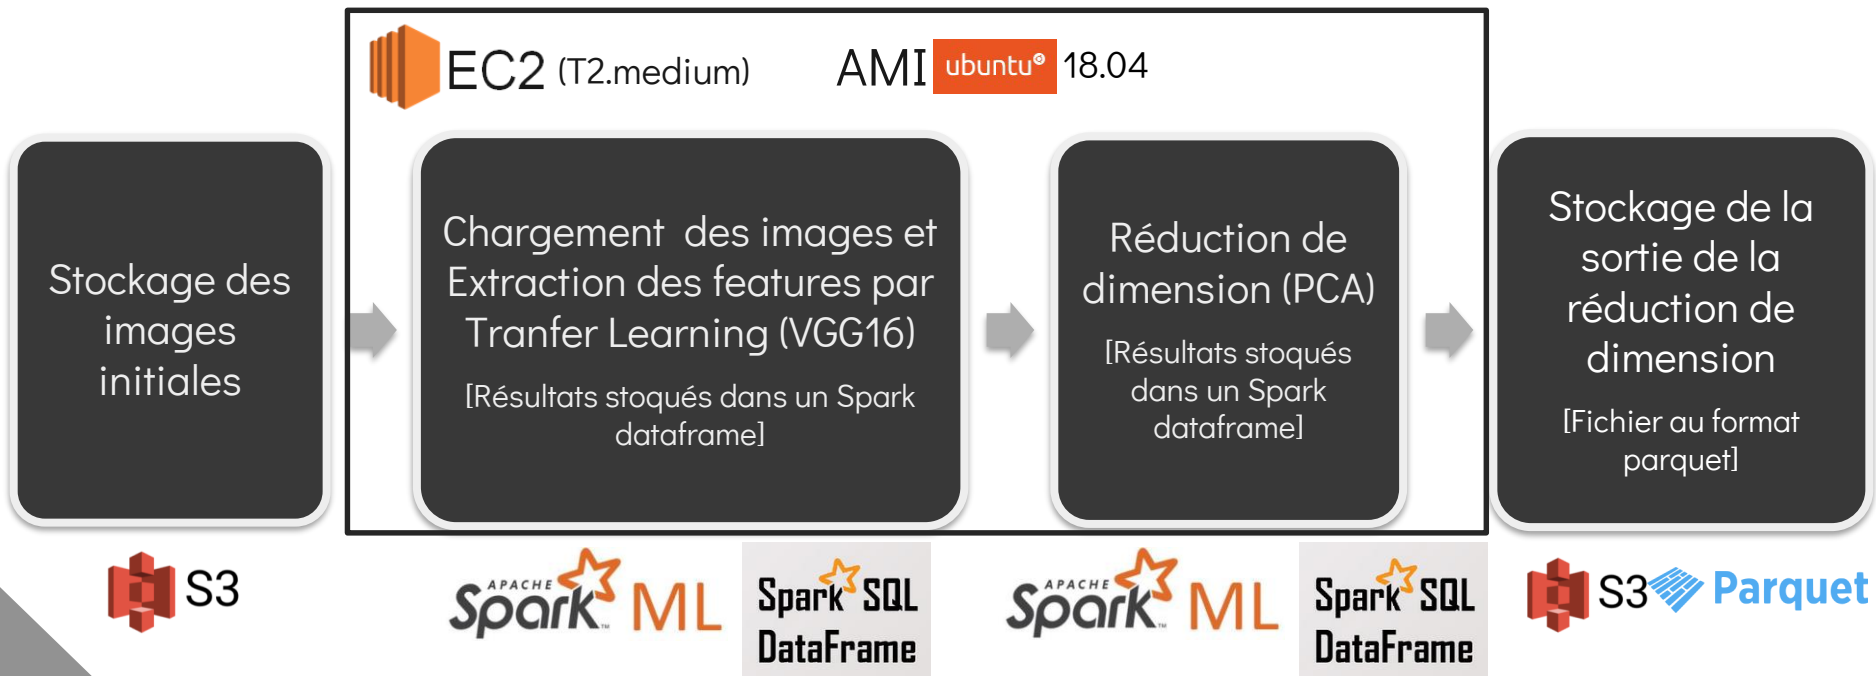 EC2 (T2.medium)
AMI ubuntu® 18.04
Stockage des
images
initiales
Chargement des images et
Extraction des features par
Tranfer Learning (VGG16)
[Résultats stoqués dans un Spark
dataframe]
Réduction de
dimension (PCA)
[Résultats stoqués
dans un Spark
dataframe]
Stockage de la
sortie de la
réduction de
dimension
[Fichier au format
parquet]
S3
APACHE
Spark™ ML
Spark SQL
DataFrame
APACHE
Spark™ ML
Spark SQL
DataFrame
S3
Parquet